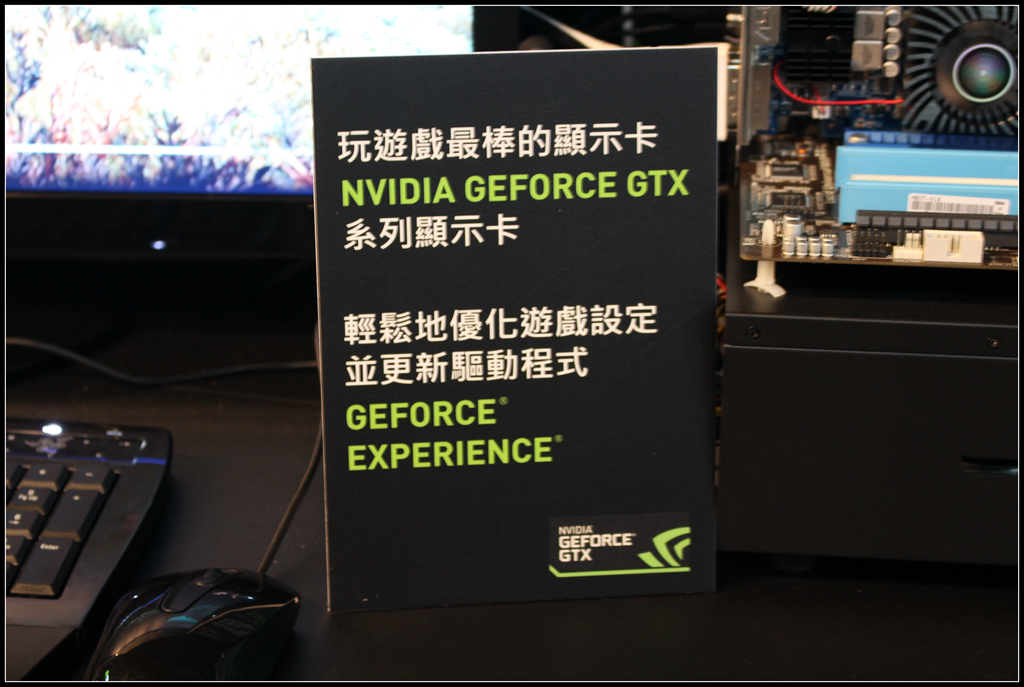 玩遊戲最棒的顯示卡
NVIDIA GEFORCE GTX
系列顯示卡
輕鬆地優化遊戲設定
並更新驅動程式
GEFORCE®
EXPERIENCE®
NVIDIA
GEFORCE
GTX
Enter